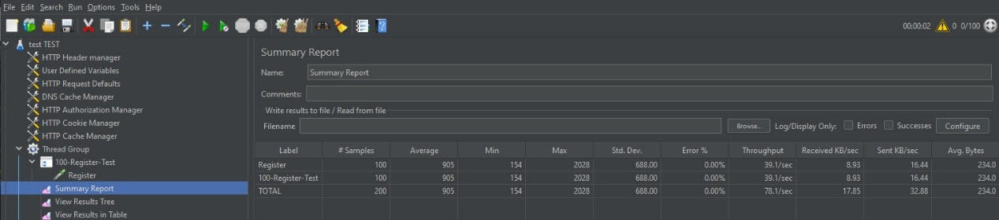 File Edit Search Run Options Tools Help
00:00:02 0 0/100
test TEST
HTTP Header manager
User Defined Variables
HTTP Request Defaults
DNS Cache Manager
HTTP Authorization Manager
HTTP Cookie Manager
HTTP Cache Manager
Thread Group
100-Register-Test
Register
Summary Report
View Results Tree
View Results in Table
Summary Report
Name: Summary Report
Comments:
Write results to file / Read from file
Filename Browse... Log/Display Only: Errors Successes Configure
Label # Samples Average Min Max Std. Dev. Error % Throughput Received KB/sec Sent KB/sec Avg. Bytes
Register 100 905 154 2028 688.00 0.00% 39.1/sec 8.93 16.44 234.0
100-Register-Test 100 905 154 2028 688.00 0.00% 39.1/sec 8.93 16.44 234.0
TOTAL 200 905 154 2028 688.00 0.00% 78.1/sec 17.85 32.88 234.0